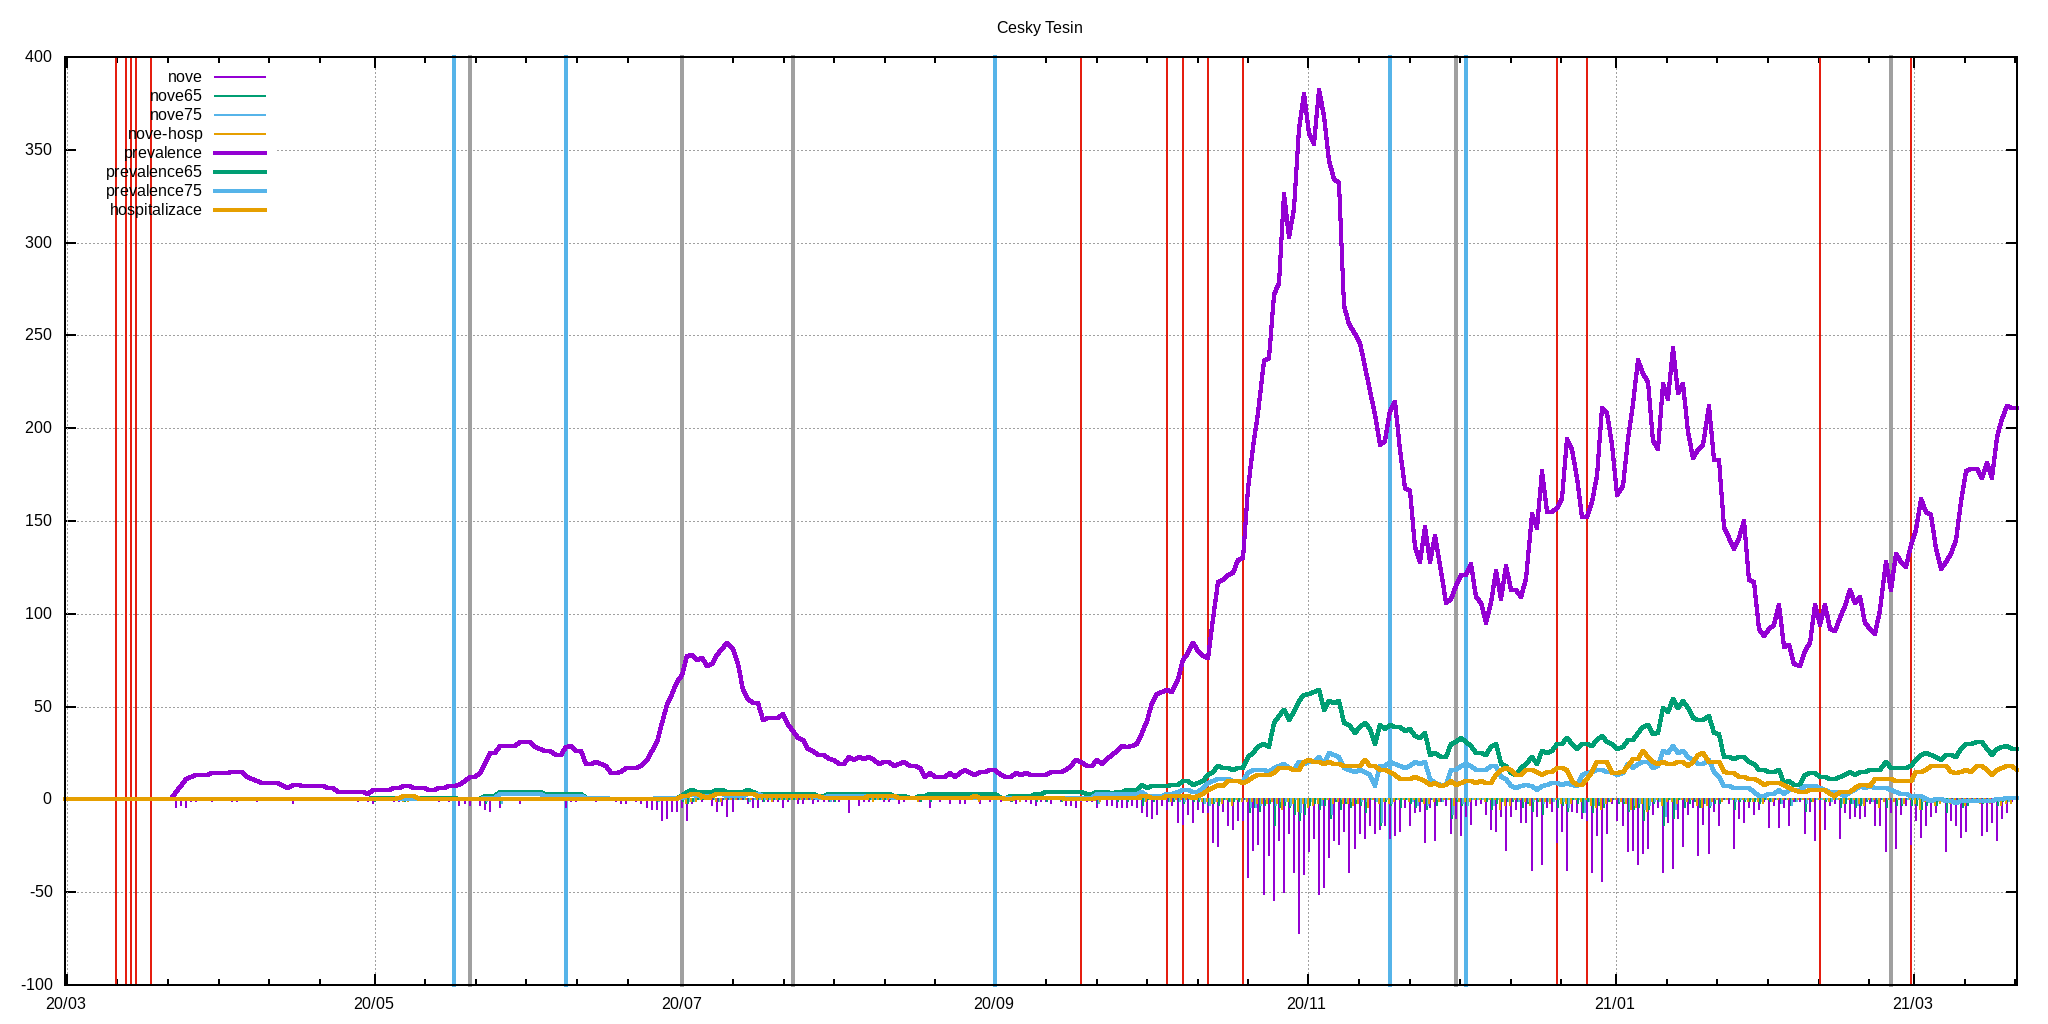 Cesky Tesin
400
350
300
250
200
150
100
50
0
-50
-100
nove
nove65
nove75
nove-hosp
prevalence
prevalence65
prevalence75
hospitalizace
20/03 20/05 20/07 20/09 20/11 21/01 21/03